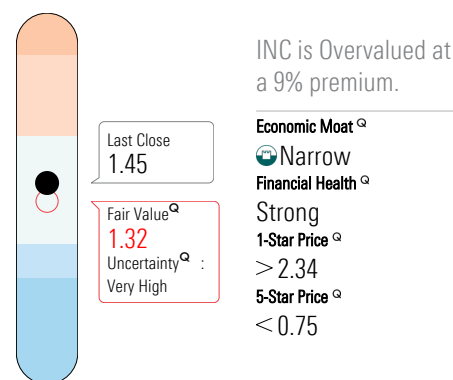 INC is Overvalued at
a 9% premium.
Last Close
1.45
Fair Value Q
1.32
Uncertainty Q :
Very High
Economic Moat Q
Narrow
Financial Health Q
Strong
1-Star Price Q
>2.34
5-Star Price Q
<0.75